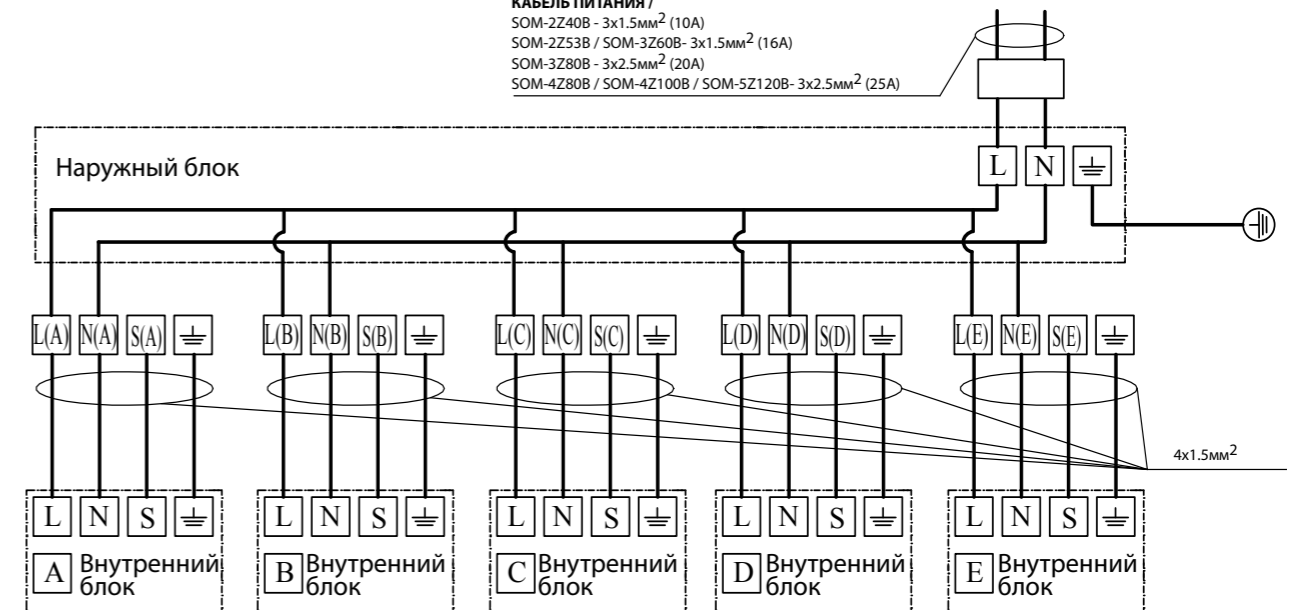 КАБЕЛЬ ПИТАНИЯ /
SOM-2Z40B - 3x1.5мм2 (10A)
SOM-2Z53B / SOM-3Z60B- 3x1.5мм2 (16A)
SOM-3Z80B - 3x2.5мм2 (20A)
SOM-4Z80B / SOM-4Z100B / SOM-5Z120B- 3x2.5мм2 (25A)
Наружный блок
L N
L(A) N(A) S(A) L(B) N(B) S(B) L(C) N(C) S(C) L(D) N(D) S(D) L(E) N(E) S(E)
4x1.5мм2
L N S L N S L N S L N S L N S
A Внутренний блок
B Внутренний блок
C Внутренний блок
D Внутренний блок
E Внутренний блок